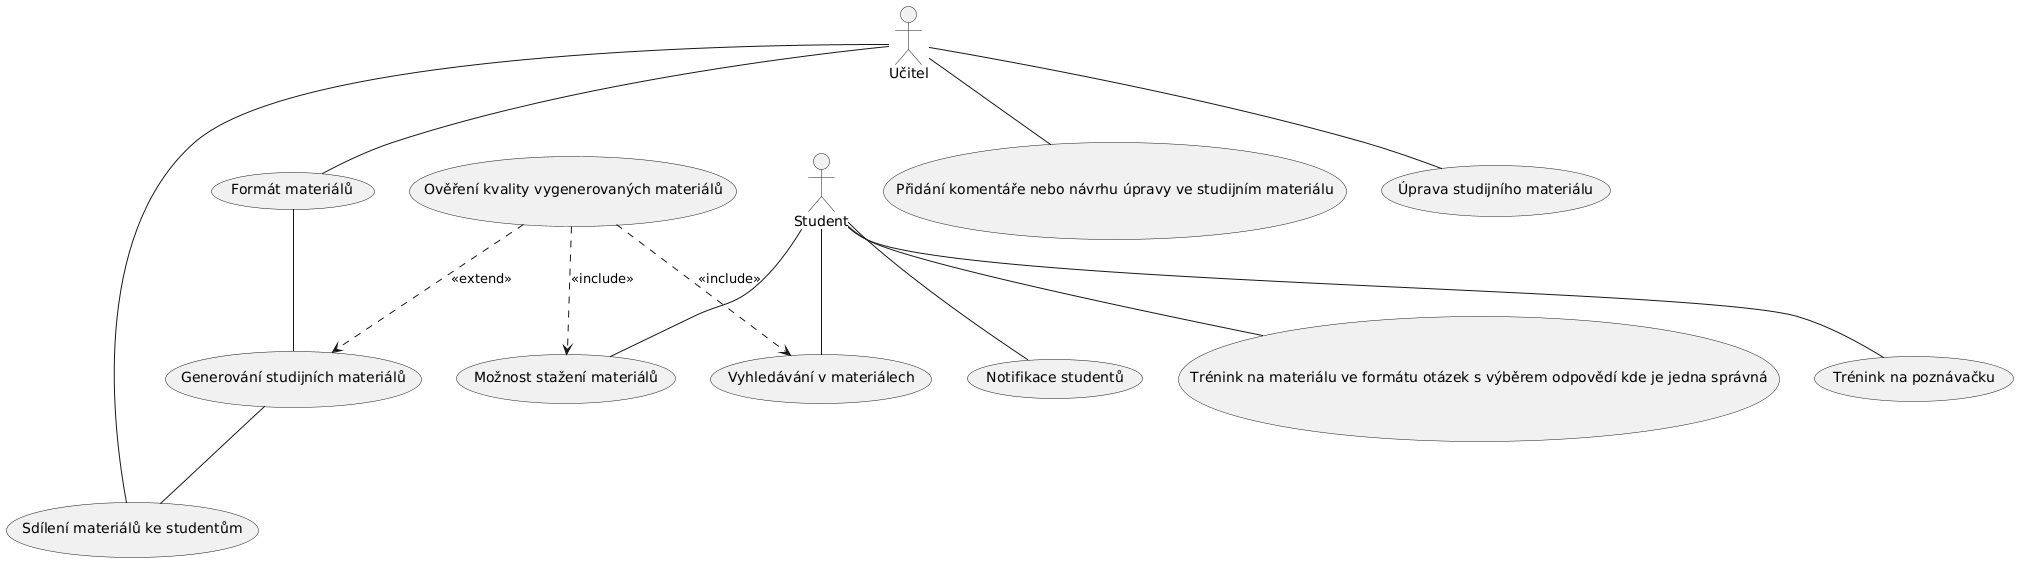 Učitel
Formát materiálů
Ověření kvality vygenerovaných materiálů
Student
Přidání komentáře nebo návrhu úpravy ve studijním materiálu
Úprava studijního materiálu
«extend»
«include»
«include»
Generování studijních materiálů
Možnost stažení materiálů
Vyhledávání v materiálech
Notifikace studentů
Trénink na materiálu ve formátu otázek s výběrem odpovědí kde je jedna správná
Trénink na poznávačku
Sdílení materiálů ke studentům